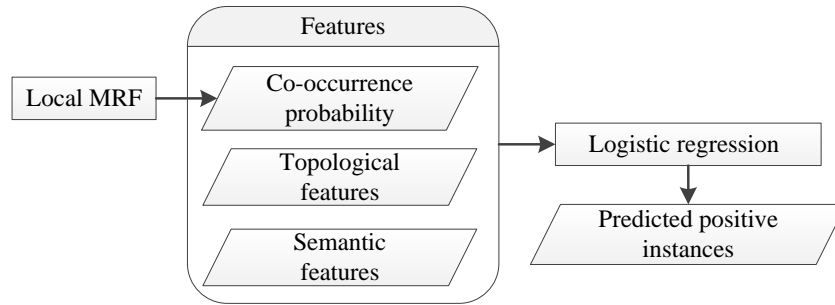 Features
Local MRF
Co-occurrence
probability
Topological
features
Semantic
features
Logistic regression
Predicted positive
instances